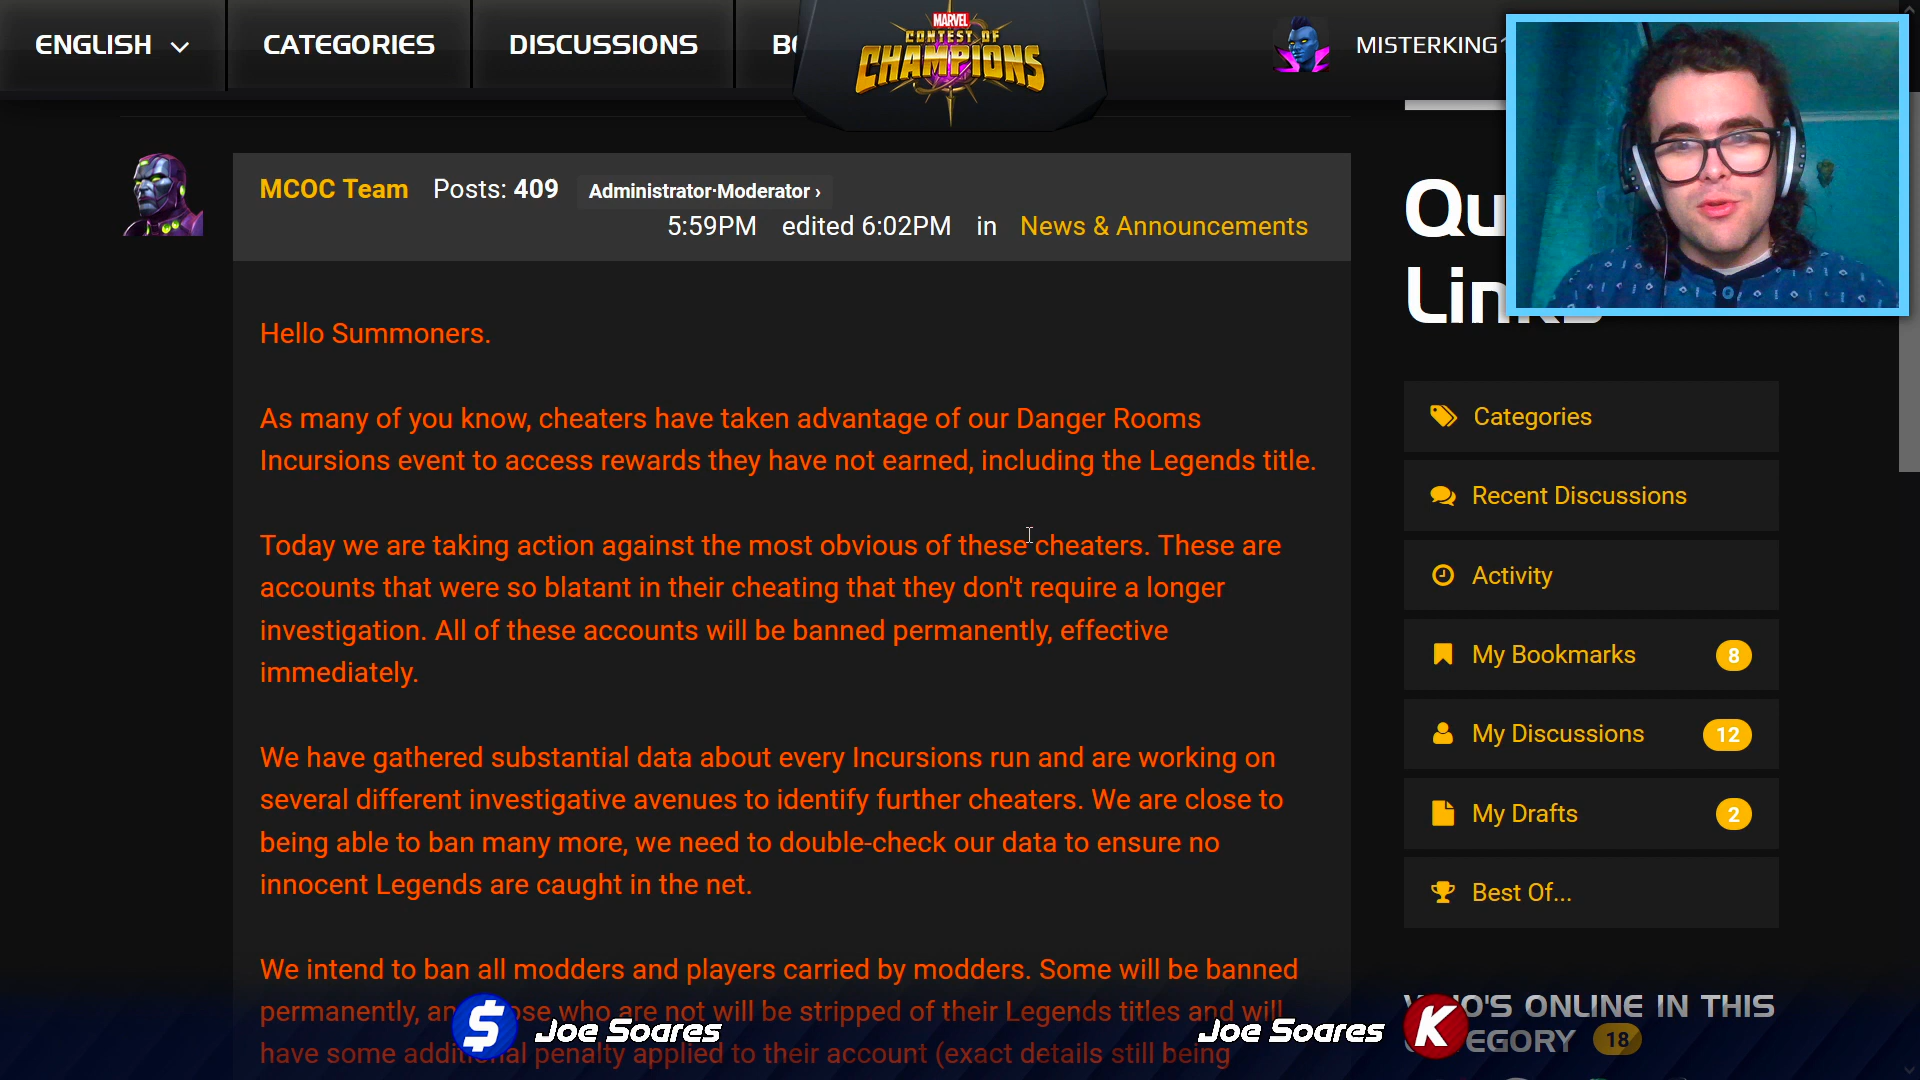 ENGLISH
CATEGORIES
DISCUSSIONS
MARVEL
CONTEST OF
CHAMPIONS
MCOC Team Posts: 409 Administrator·Moderator ›
5:59PM edited 6:02PM in News & Announcements
Hello Summoners.
As many of you know, cheaters have taken advantage of our Danger Rooms
Incursions event to access rewards they have not earned, including the Legends title.
Today we are taking action against the most obvious of these cheaters. These are
accounts that were so blatant in their cheating that they don't require a longer
investigation. All of these accounts will be banned permanently, effective
immediately.
We have gathered substantial data about every Incursions run and are working on
several different investigative avenues to identify further cheaters. We are close to
being able to ban many more, we need to double-check our data to ensure no
innocent Legends are caught in the net.
We intend to ban all modders and players carried by modders. Some will be banned
permanently, who are not will be stripped of their Legends titles and will
have some penalty applied to their account (exact details still being
Categories
Recent Discussions
Activity
My Bookmarks 8
My Discussions 12
My Drafts 2
Best Of...
ONLINE IN THIS
18
$ Joe Soares
Joe Soares K